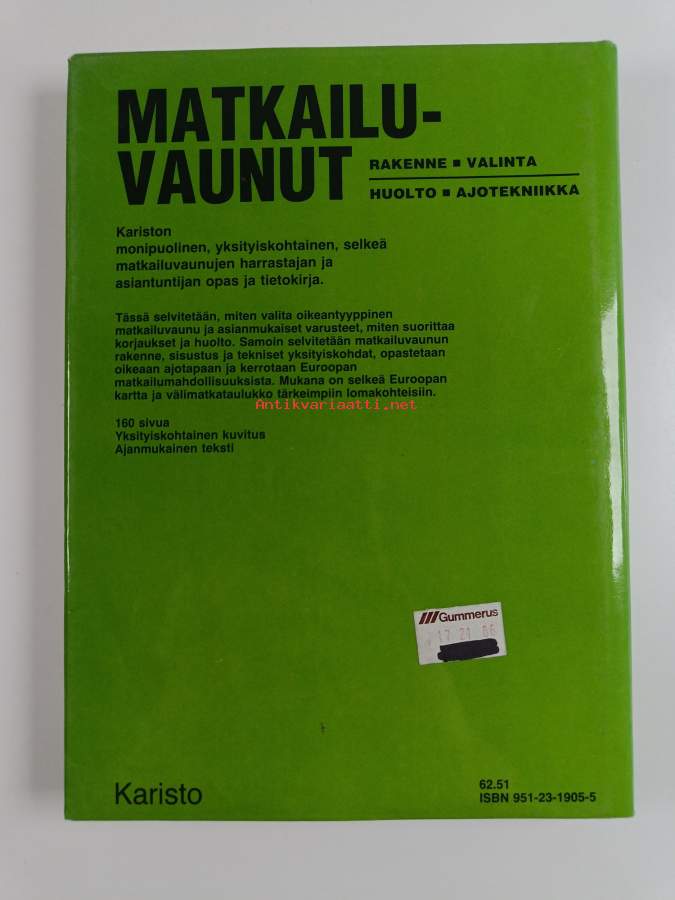 MATKAILU-
VAUNUT
RAKENNE ■ VALINTA
HUOLTO ■ AJOTEKNIIKKA
Kariston
monipuolinen, yksityiskohtainen, selkeä
matkailuvaunujen harrastajan ja
asiantuntijan opas ja tietokirja.
Tässä selvitetään, miten valita oikeantyyppinen
matkailuvaunu ja asianmukaiset varusteet, miten suorittaa
korjaukset ja huolto. Samoin selvitetään matkailuvaunun
rakenne, sisustus ja tekniset yksityiskohdat, opastetaan
oikeaan ajotapaan ja kerrotaan Euroopan
matkailumahdollisuuksista. Mukana on selkeä Euroopan
kartta ja välimatkataulukko tärkeimpiin lomakohteisiin.
Antikvariaatti.net
160 sivua
Yksityiskohtainen kuvitus
Ajanmukainen teksti
Gummerus
Karisto
62.51
ISBN 951-23-1905-5